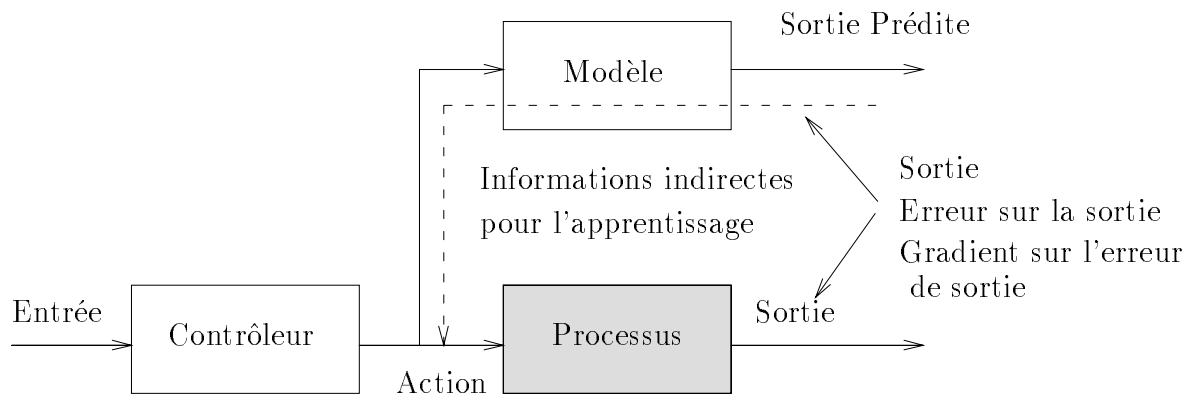 Sortie Prédite
Modèle
Informations indirectes
pour l'apprentissage
Sortie
Erreur sur la sortie
Gradient sur l'erreur
de sortie
Entrée
Contrôleur
Action
Processus
Sortie